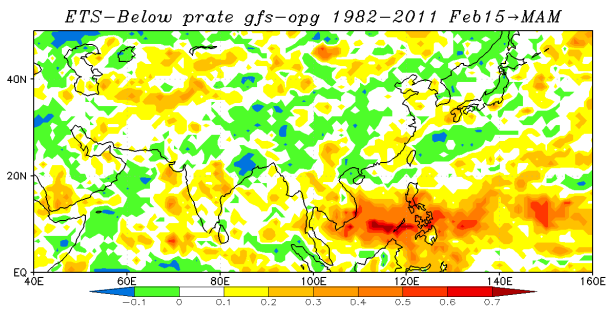 ETS-Below prate gfs-opg 1982-2011 Feb15→MAM
40N
20N
EQ
40E 60E 80E 100E 120E 140E 160E
-0.1 0 0.1 0.2 0.3 0.4 0.5 0.6 0.7